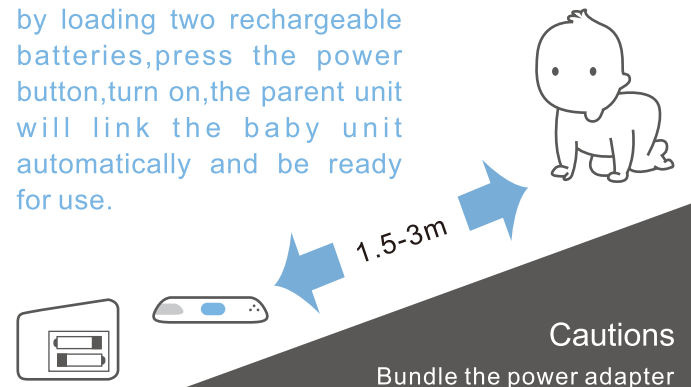 by loading two rechargeable
batteries,press the power
button,turn on,the parent unit
will link the baby unit
automatically and be ready
for use.
1.5-3m
Cautions
Bundle the power adapter